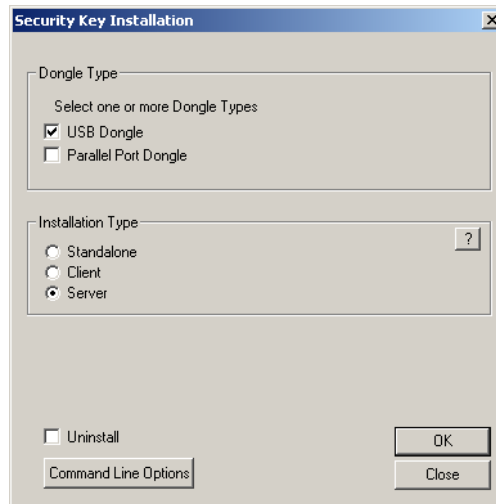 Security Key Installation
Dongle Type
Select one or more Dongle Types
USB Dongle
Parallel Port Dongle
Installation Type
?
Standalone
Client
Server
Uninstall
OK
Command Line Options
Close